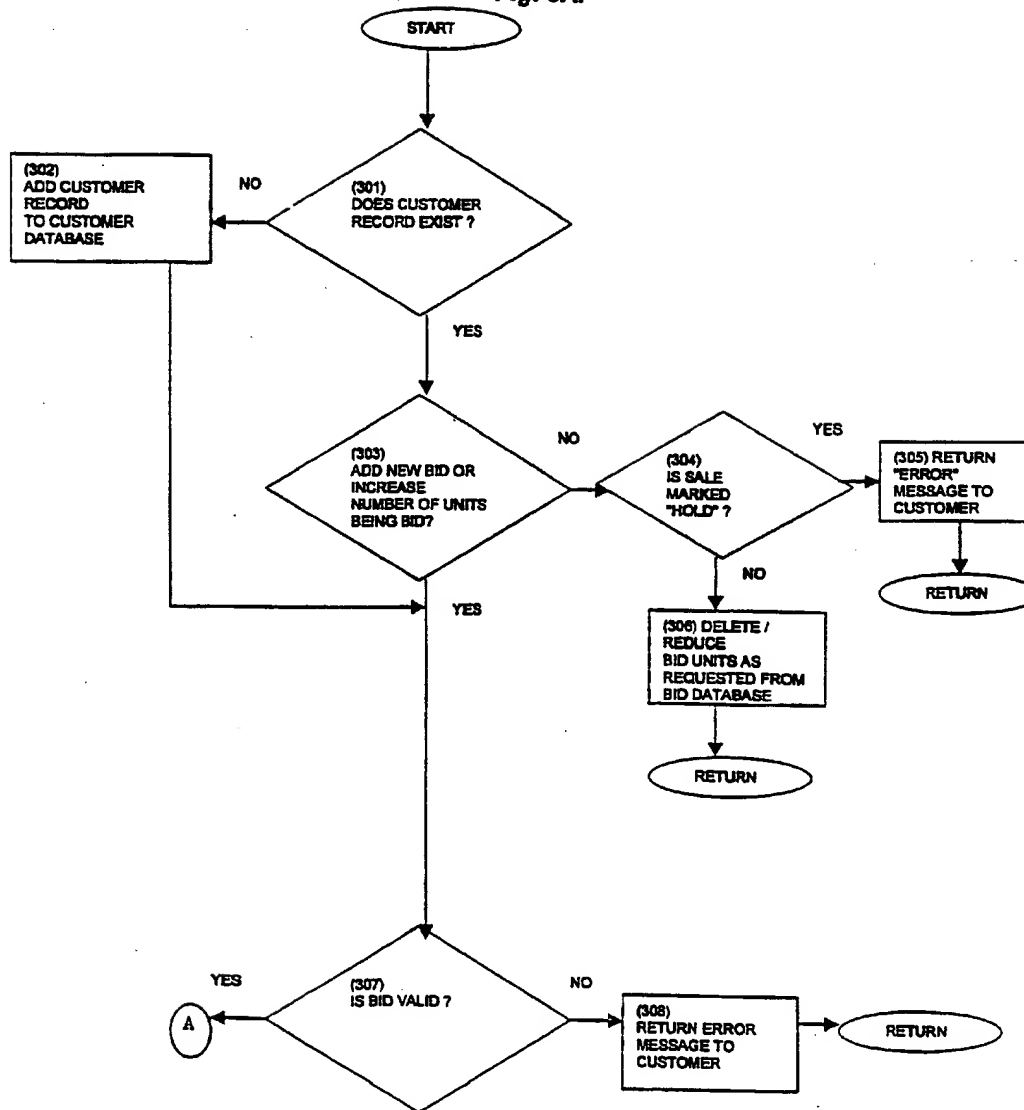 START
(301)
DOES CUSTOMER
RECORD EXIST ?
NO
(302)
ADD CUSTOMER
RECORD
TO CUSTOMER
DATABASE
YES
(303)
ADD NEW BID OR
INCREASE
NUMBER OF UNITS
BEING BID?
NO
(304)
IS SALE
MARKED
"HOLD" ?
YES
(305) RETURN
"ERROR"
MESSAGE TO
CUSTOMER
RETURN
NO
(306) DELETE /
REDUCE
BID UNITS AS
REQUESTED FROM
BID DATABASE
RETURN
YES
(307)
IS BID VALID ?
YES
A
NO
(308)
RETURN ERROR
MESSAGE TO
CUSTOMER
RETURN